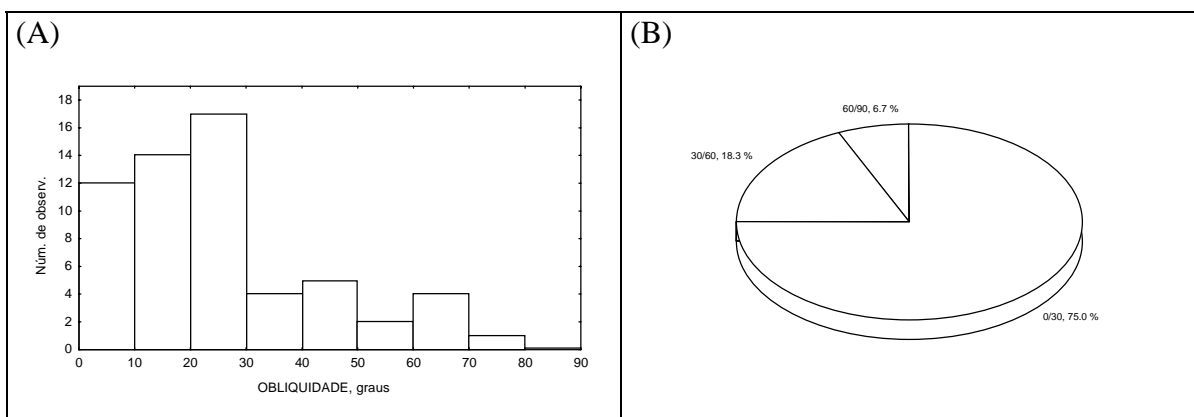 (A)
Núm. de observ.
18
16
14
12
10
8
6
4
2
0
0 10 20 30 40 50 60 70 80 90
OBLIQUIDADE, graus
(B)
60/90, 6.7 %
30/60, 18.3 %
0/30, 75.0 %